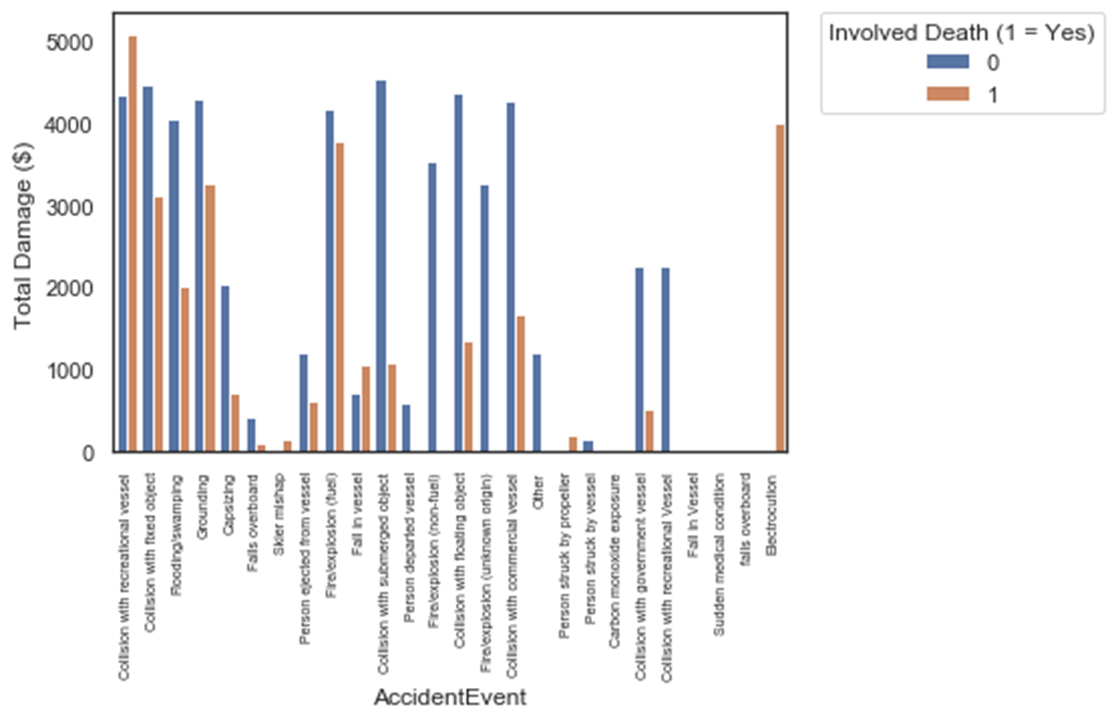 Involved Death (1 = Yes)
0
1
Total Damage ($)
5000
4000
3000
2000
1000
0
Collision with recreational vessel
Collision with fixed object
Flooding/swamping
Grounding
Capsizing
Falls overboard
Skier mishap
Person ejected from vessel
Fire/explosion (fuel)
Fall in vessel
Collision with submerged object
Person departed vessel
Fire/explosion (non-fuel)
Collision with floating object
Fire/explosion (unknown origin)
Collision with commercial vessel
Other
Person struck by propeller
Person struck by vessel
Carbon monoxide exposure
Collision with government vessel
Collision with recreational Vessel
Fall in Vessel
Sudden medical condition
falls overboard
Electrocution
AccidentEvent